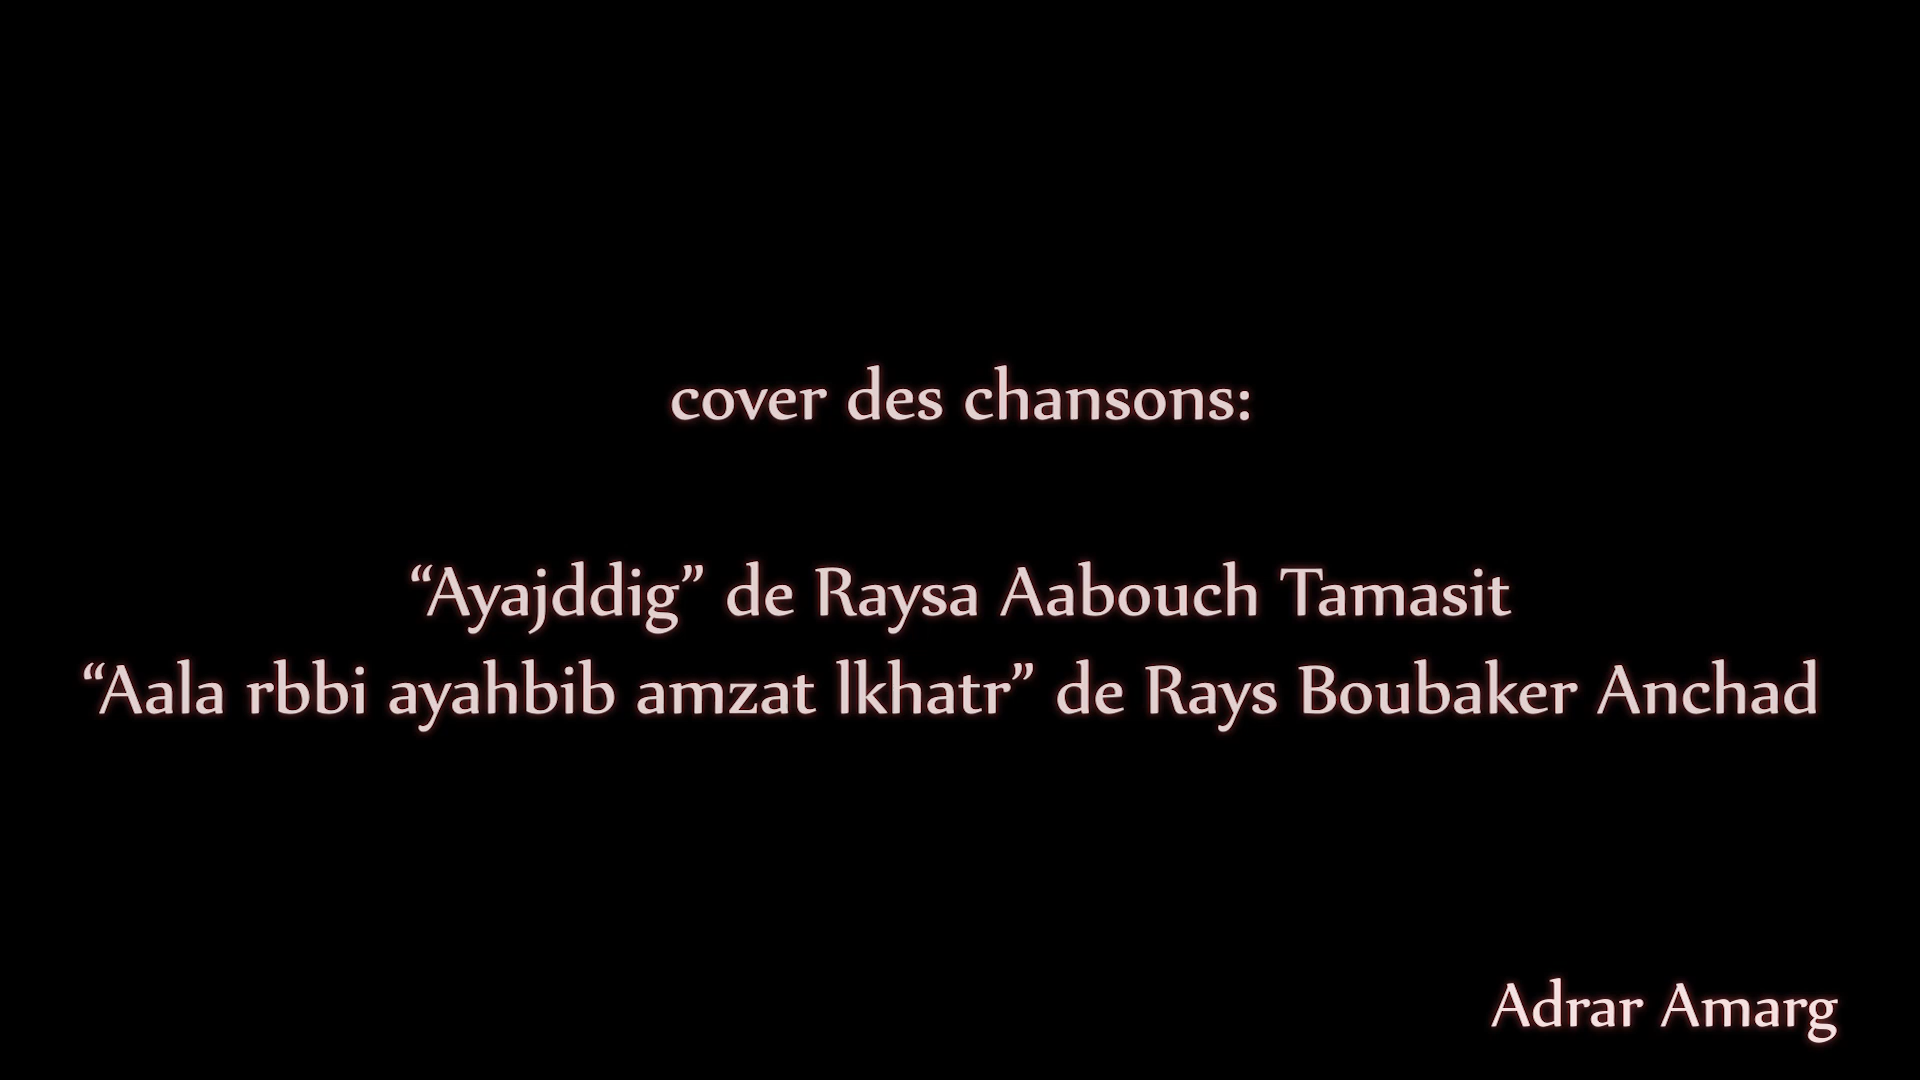 cover des chansons:
“Ayajddig” de Raysa Aabouch Tamasit
“Aala rbbi ayahbib amzat lkhatr” de Rays Boubaker Anchad
Adrar Amarg